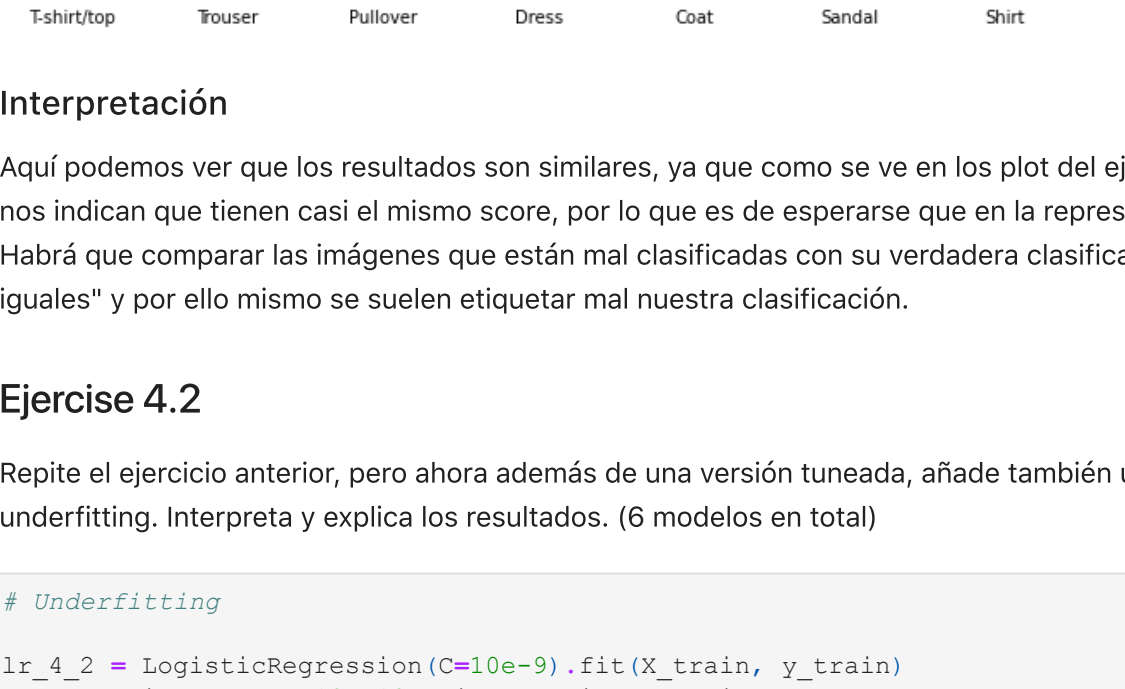 T-shirt/top Trouser Pullover Dress Coat Sandal Shirt
Interpretación
Aquí podemos ver que los resultados son similares, ya que como se ve en los plot del ej
nos indican que tienen casi el mismo score, por lo que es de esperarse que en la repres
Habrá que comparar las imágenes que están mal clasificadas con su verdadera clasifica
iguales" y por ello mismo se suelen etiquetar mal nuestra clasificación.
Ejercise 4.2
Repite el ejercicio anterior, pero ahora además de una versión tuneada, añade también u
underfitting. Interpreta y explica los resultados. (6 modelos en total)
# Underfitting
lr_4_2 = LogisticRegression(C=10e-9).fit(X_train, y_train)